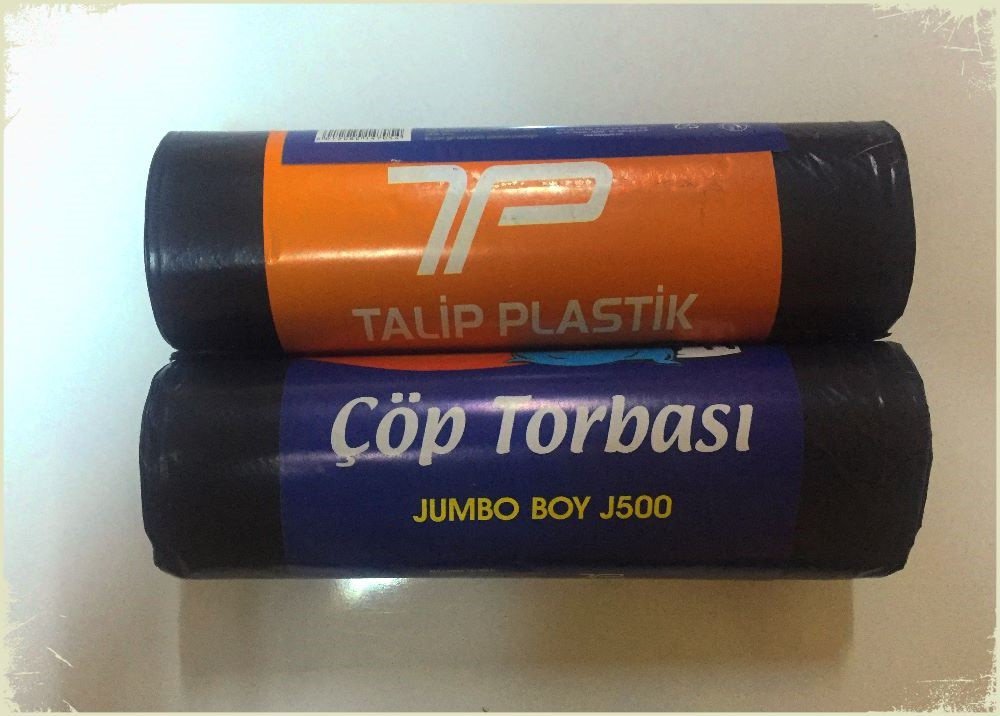 TP
TALİP PLASTİK
Çöp Torbası
JUMBO BOY J500